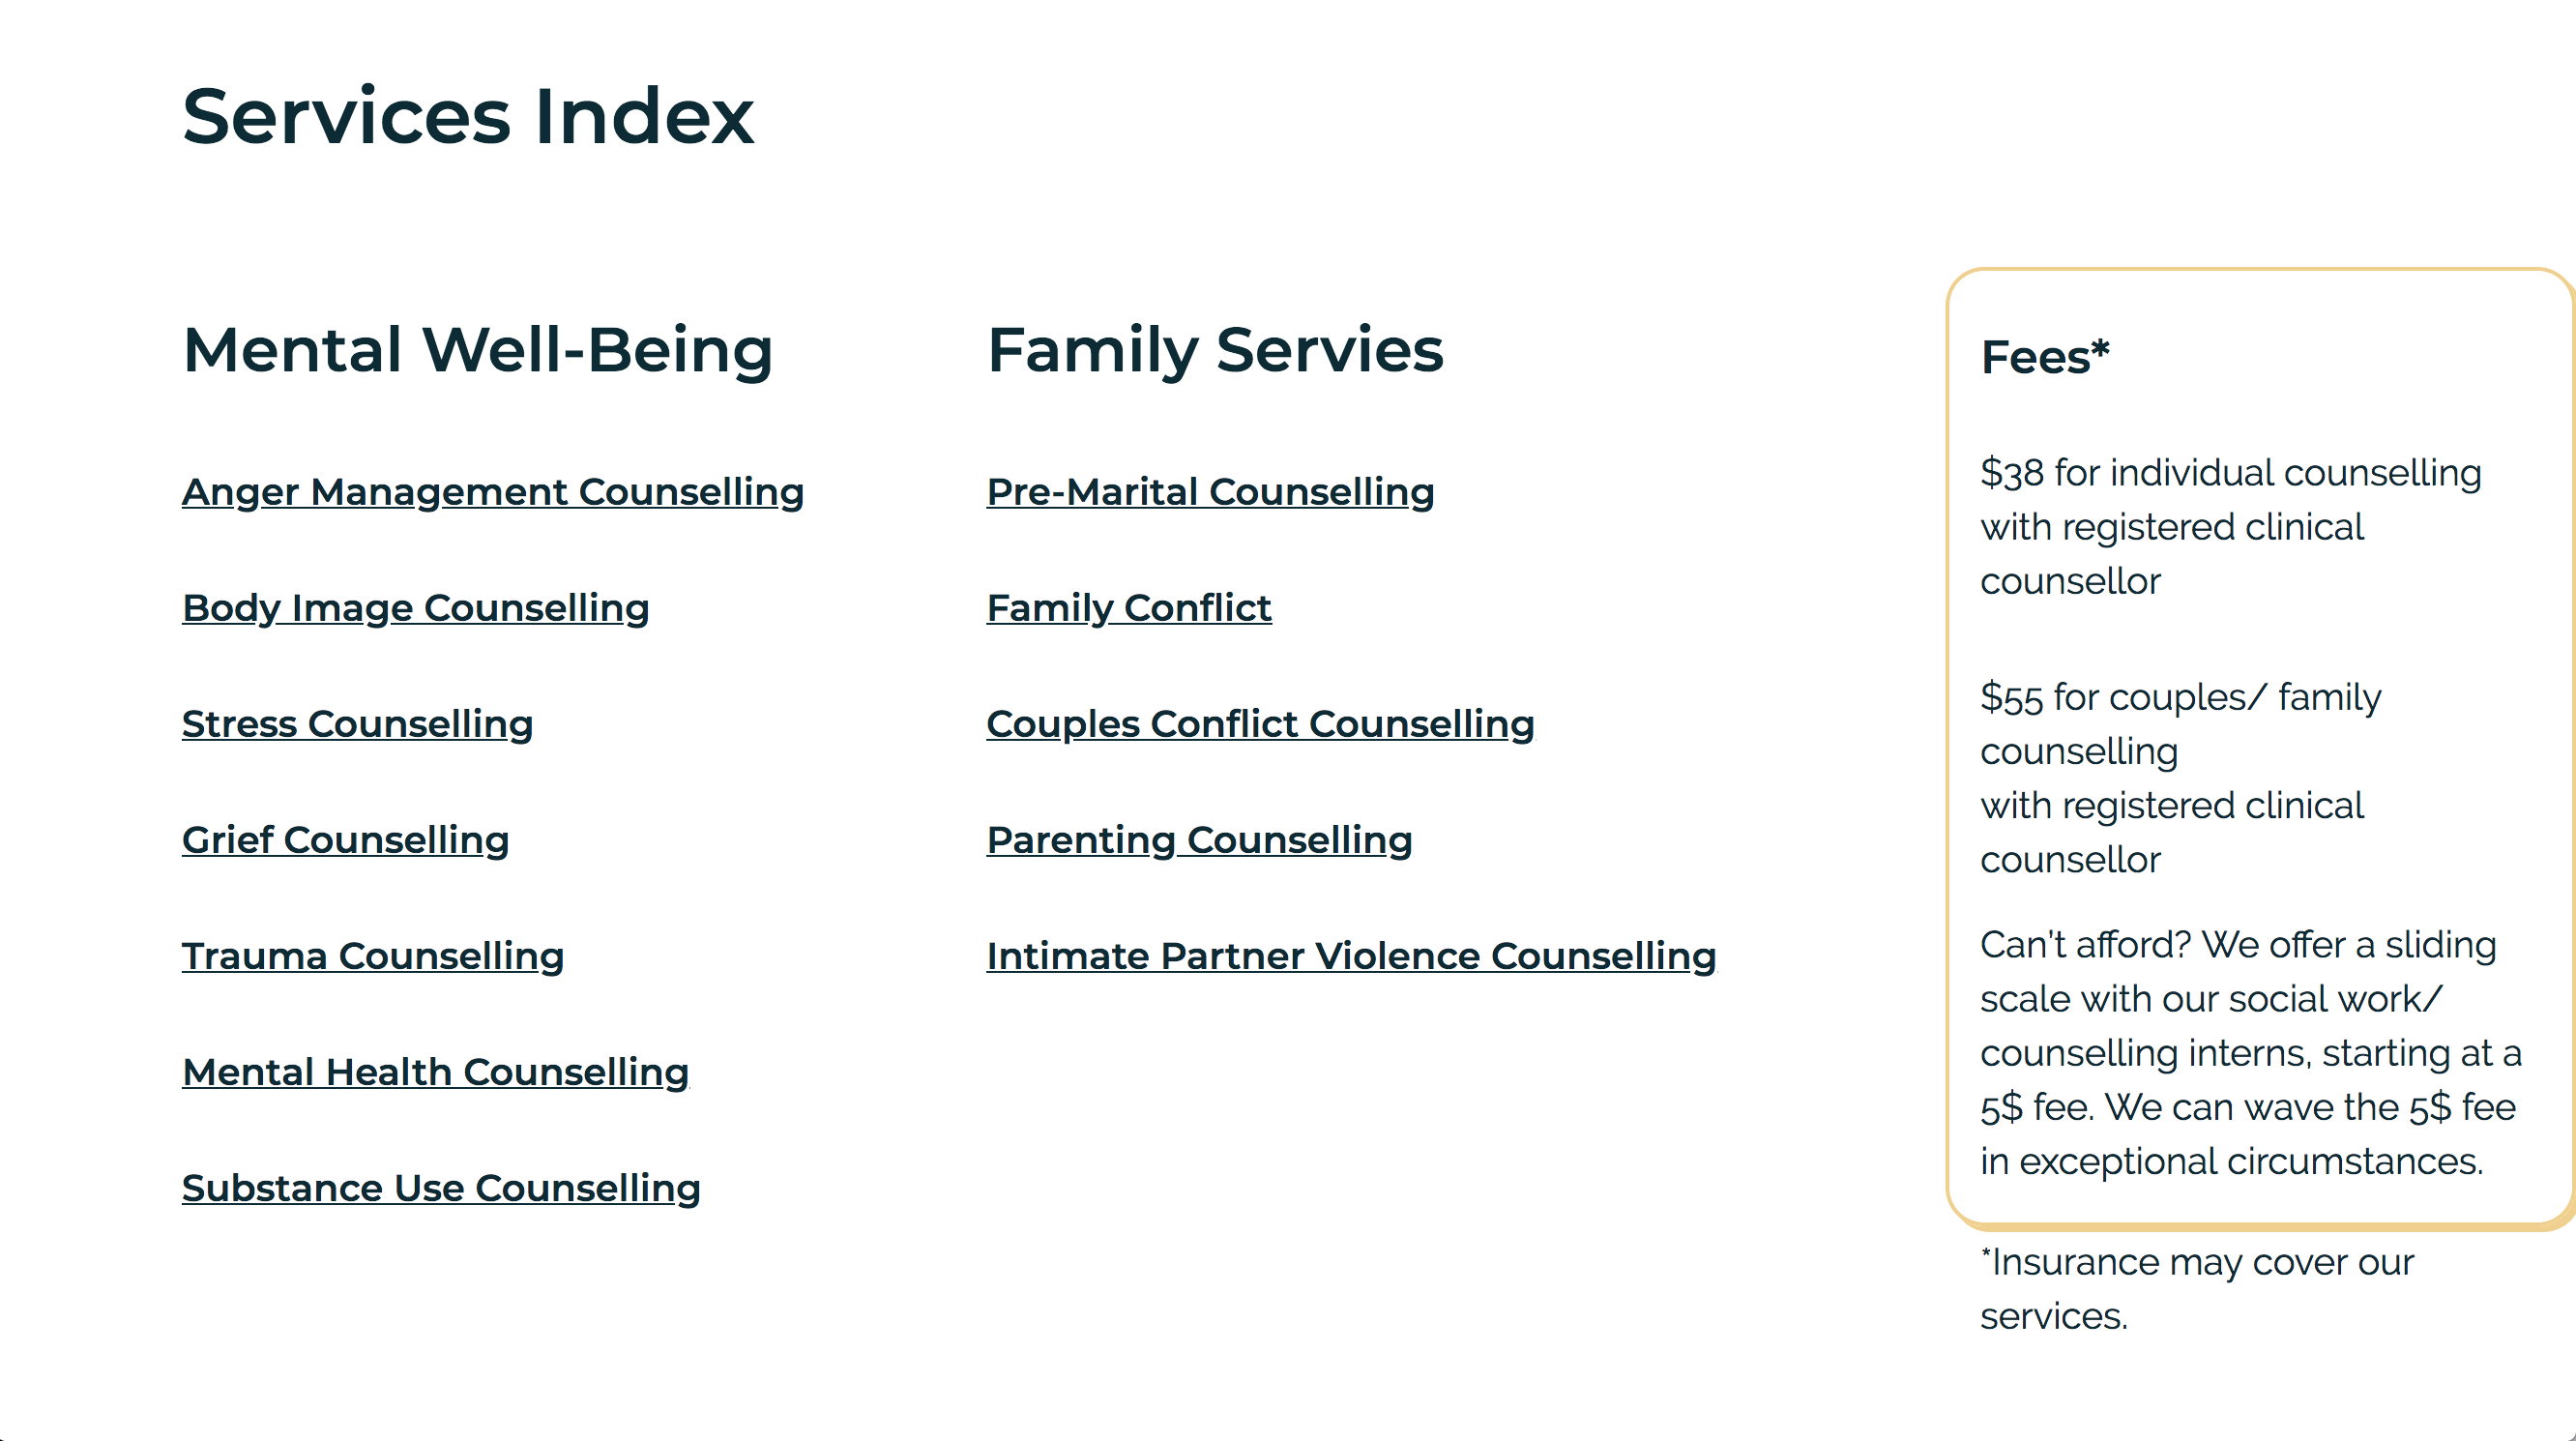 Services Index
Mental Well-Being
Anger Management Counselling
Body Image Counselling
Stress Counselling
Grief Counselling
Trauma Counselling
Mental Health Counselling
Substance Use Counselling
Family Servies
Pre-Marital Counselling
Family Conflict
Couples Conflict Counselling
Parenting Counselling
Intimate Partner Violence Counselling
Fees*
$38 for individual counselling
with registered clinical
counsellor
$55 for couples/ family
counselling
with registered clinical
counsellor
Can’t afford? We offer a sliding
scale with our social work/
counselling interns, starting at a
5$ fee. We can wave the 5$ fee
in exceptional circumstances.
*Insurance may cover our
services.